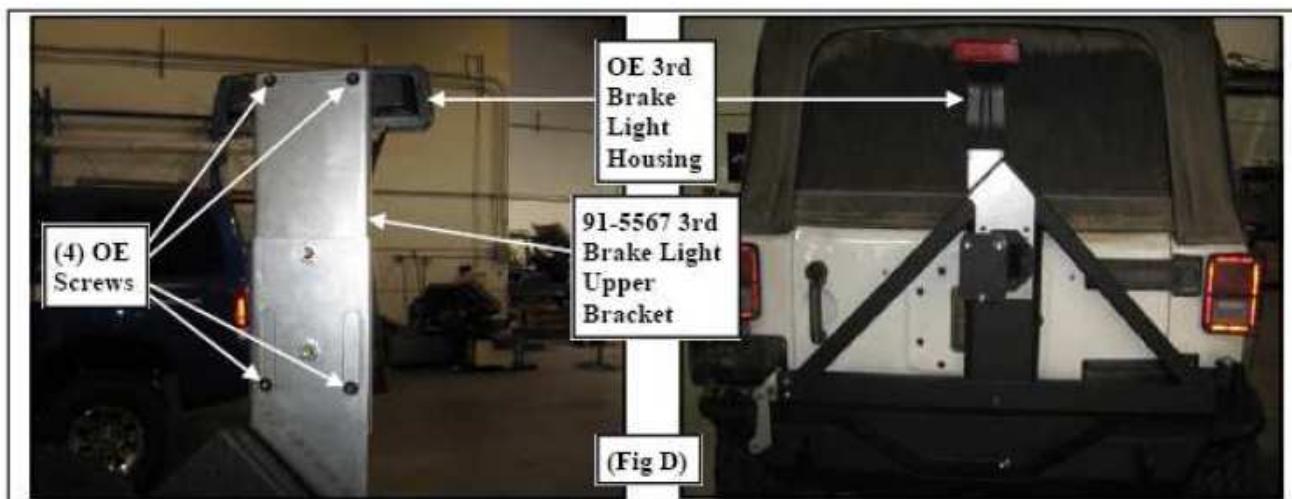 OE 3rd
Brake
Light
Housing
(4) OE
Screws
91-5567 3rd
Brake Light
Upper
Bracket
(Fig D)